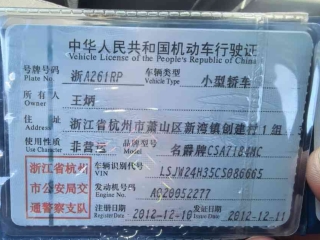 中华人民共和国机动车行驶证
Vehicle License of the People's Republic of China
号牌号码 浙A261RP 车辆类型 小型轿车
Plate No. Vehicle Type
所有人 王炳
Owner
住址 浙江省杭州市萧山区新湾镇创建行1组
Address
使用性质 非营运 品牌型号 名爵牌CSA7184MC
Use Character Model
浙江省杭州 车辆识别代号 LSJW24H35CS086665
VIN
市公安局交 发动机号码 A020052277
Engine No.
通警察支队 注册日期 2012-12-10 发证日期 2012-12-11
Register Date Issue Date